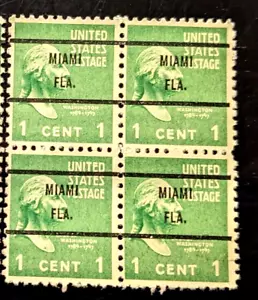 UNITED UNITED
STATES STATES
POSTAGE POSTAGE
MIAMI MIAMI
FLA. FLA.
WASHINGTON WASHINGTON
1 CENT 1 1 CENT 1
UNITED UNITED
STATES STATES
POSTAGE POSTAGE
MIAMI MIAMI
FLA. FLA.
WASHINGTON WASHINGTON
1 CENT 1 1 CENT 1